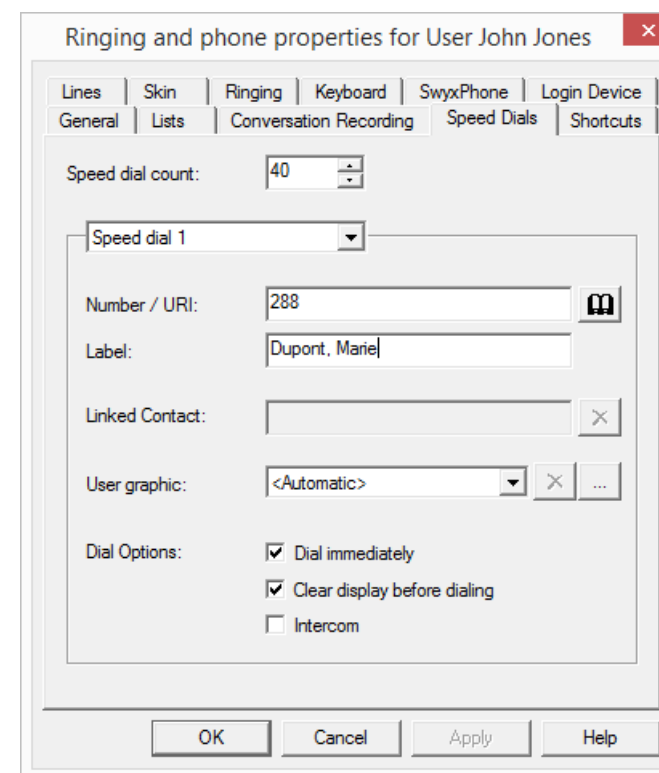 Ringing and phone properties for User John Jones
Lines Skin Ringing Keyboard SwyxPhone Login Device
General Lists Conversation Recording Speed Dials Shortcuts
Speed dial count: 40
Speed dial 1
Number / URI: 288
Label: Dupont, Marie
Linked Contact:
User graphic: <Automatic> ...
Dial Options: Dial immediately
Clear display before dialing
Intercom
OK Cancel Apply Help